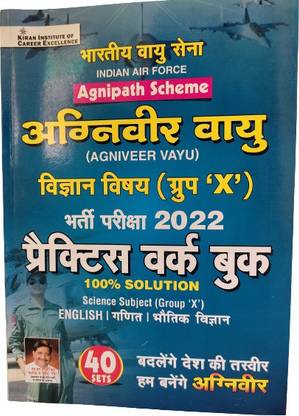 KIRAN INSTITUTE OF
CAREER EXCELLENCE
भारतीय वायु सेना
INDIAN AIR FORCE
Agnipath Scheme
अग्निवीर वायु
(AGNIVEER VAYU)
विज्ञान विषय (ग्रुप ‘X’)
भर्ती परीक्षा 2022
प्रैक्टिस वर्क बुक
100% SOLUTION
Science Subject (Group ‘X’)
ENGLISH | गणित | भौतिक विज्ञान
40
SETS
बदलेंगे देश की तस्वीर
हम बनेंगे अग्निवीर